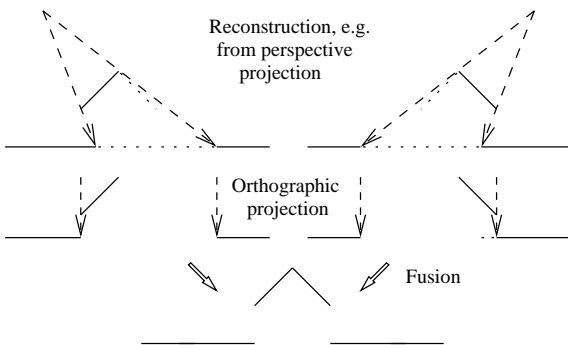 Reconstruction, e.g.
from perspective
projection
Orthographic
projection
Fusion